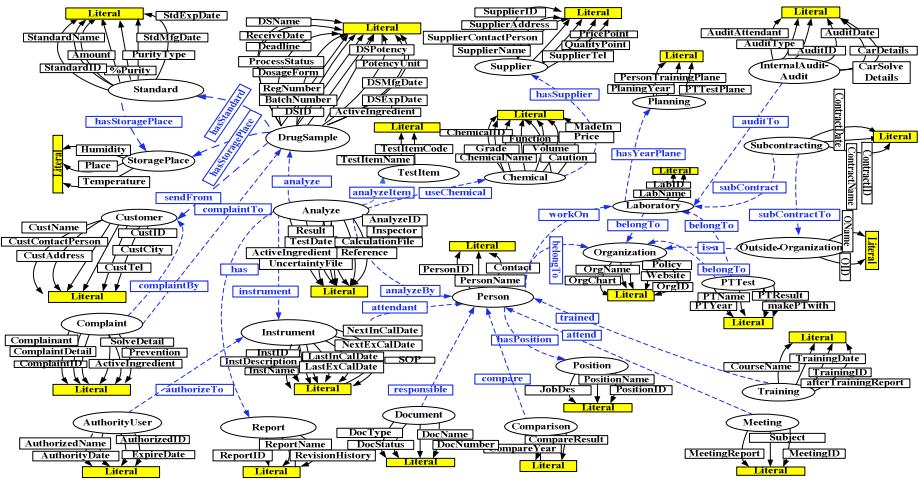 Literal
StdExpDate
StandardName
StdMfgDate
Amount
PurityType
StandardID
%Purity
Standard
hasStoragePlace
hasStandard
hasStoragePlace
Literal
Humidity
Place
StoragePlace
Temperature
DSName
Literal
ReceiveDate
Deadline
DSPotency
ProcessStatus
PotencyUnit
DosageForm
RegNumber
DSMfgDate
BatchNumber
DSExpDate
DSID
ActiveIngredient
DrugSample
SupplierID
Literal
SupplierAddress
SupplierContactPerson
PricePoint
QualityPoint
SupplierName
SupplierTel
Supplier
hasSupplier
Literal
PersonTrainingPlane
PlaningYear
PTTestPlane
Planning
Literal
AuditAttendant
AuditDate
AuditType
AuditID
CarDetails
InternalAudit-
Audit
CarSolve
Details
auditTo
ContractDate
Literal
Subcontracting
ContractName
ContractID
subContract
subContractTo
OName
Outside-Organization
OID
Literal
Literal
TestItemCode
TestItemName
TestItem
Literal
ChemicalID
MadeIn
Function
Price
Grade
Volume
ChemicalName
Caution
Chemical
hasYearPlane
Literal
LabID
LabName
Laboratory
sendFrom
complaintTo
analyze
analyzeItem
useChemical
workOn
belongTo
belongTo
Customer
CustName
CustID
CustContactPerson
CustCity
CustAddress
CustTel
Literal
complaintBy
Analyze
AnalyzeID
Result
Inspector
TestDate
CalculationFile
ActiveIngredient
Reference
UncertaintyFile
Literal
has
instrument
analyzeBy
attendant
Literal
Contact
PersonID
PersonName
Person
belongTo
Organization
is-a
OrgName
Policy
OrgChart
Website
OrgID
Literal
belongTo
PTTest
PTName
PTResult
PTYear
makePTwith
Literal
Complaint
Complainant
SolveDetail
ComplaintDetail
Prevention
ComplaintID
ActiveIngredient
Literal
Instrument
NextInCalDate
NextExCalDate
InstID
LastInCalDate
SOP
InstDescription
LastExCalDate
InstName
Literal
trained
attend
hasPosition
Position
PositionName
JobDes
PositionID
Literal
Literal
TrainingDate
CourseName
TrainingID
afterTrainingReport
Training
authorizeTo
responsible
compare
AuthorityUser
AuthorizedName
AuthorizedID
AuthorityDate
ExpireDate
Literal
Report
ReportName
ReportID
RevisionHistory
Literal
Document
DocType
DocName
DocStatus
DocNumber
Literal
Comparison
CompareResult
CompareYear
Literal
Meeting
Subject
MeetingReport
MeetingID
Literal